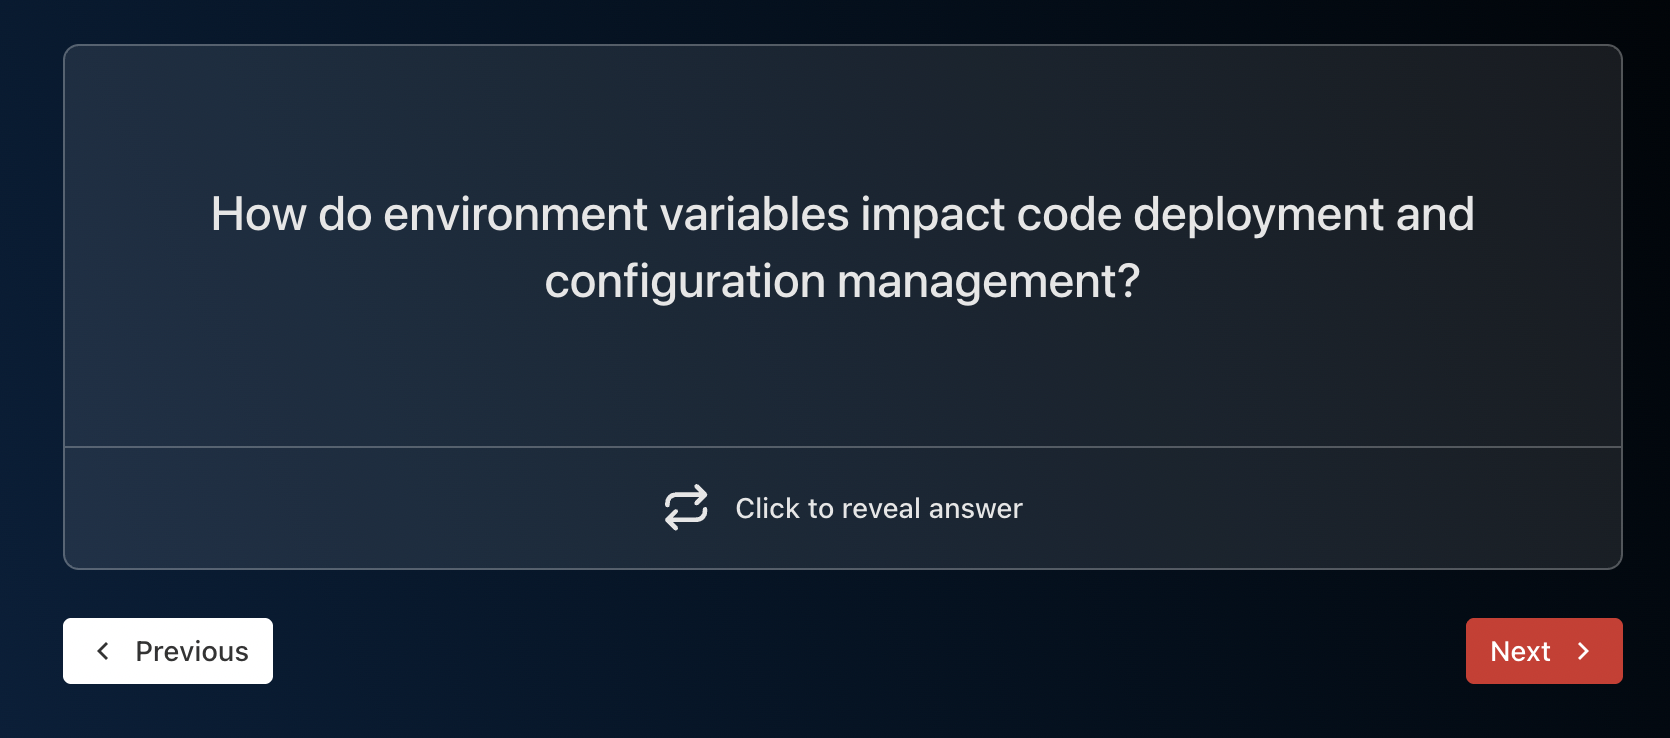 How do environment variables impact code deployment and
configuration management?
Click to reveal answer
Previous
Next